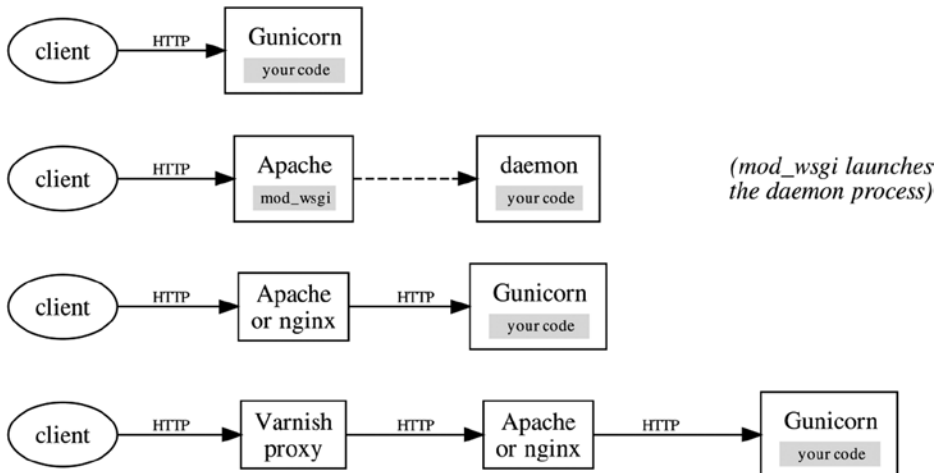 client
HTTP
Gunicorn
your code
client
HTTP
Apache
mod_wsgi
daemon
your code
(mod_wsgi launches
the daemon process)
client
HTTP
Apache
or nginx
HTTP
Gunicorn
your code
client
HTTP
Varnish
proxy
HTTP
Apache
or nginx
HTTP
Gunicorn
your code